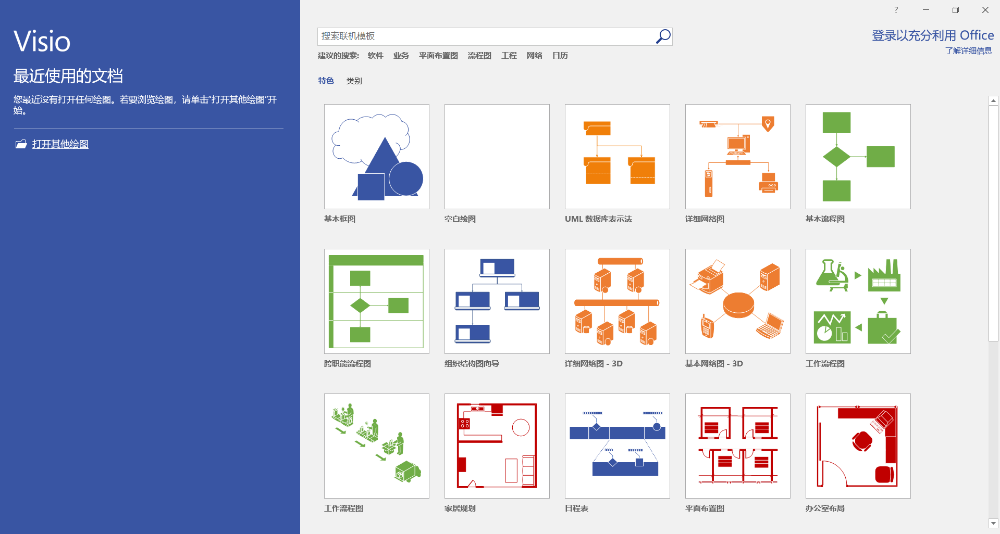 ?
Visio
最近使用的文档
您最近没有打开任何绘图。若要浏览绘图，请单击“打开其他绘图”开
始。
打开其他绘图
搜索联机模板
登录以充分利用 Office
了解详细信息
建议的搜索: 软件 业务 平面布置图 流程图 工程 网络 日历
特色 类别
基本框图 空白绘图 UML 数据库表示法 详细网络图 基本流程图
跨职能流程图 组织结构图向导 详细网络图 - 3D 基本网络图 - 3D 工作流程图
工作流程图 家居规划 日程表 平面布置图 办公室布局